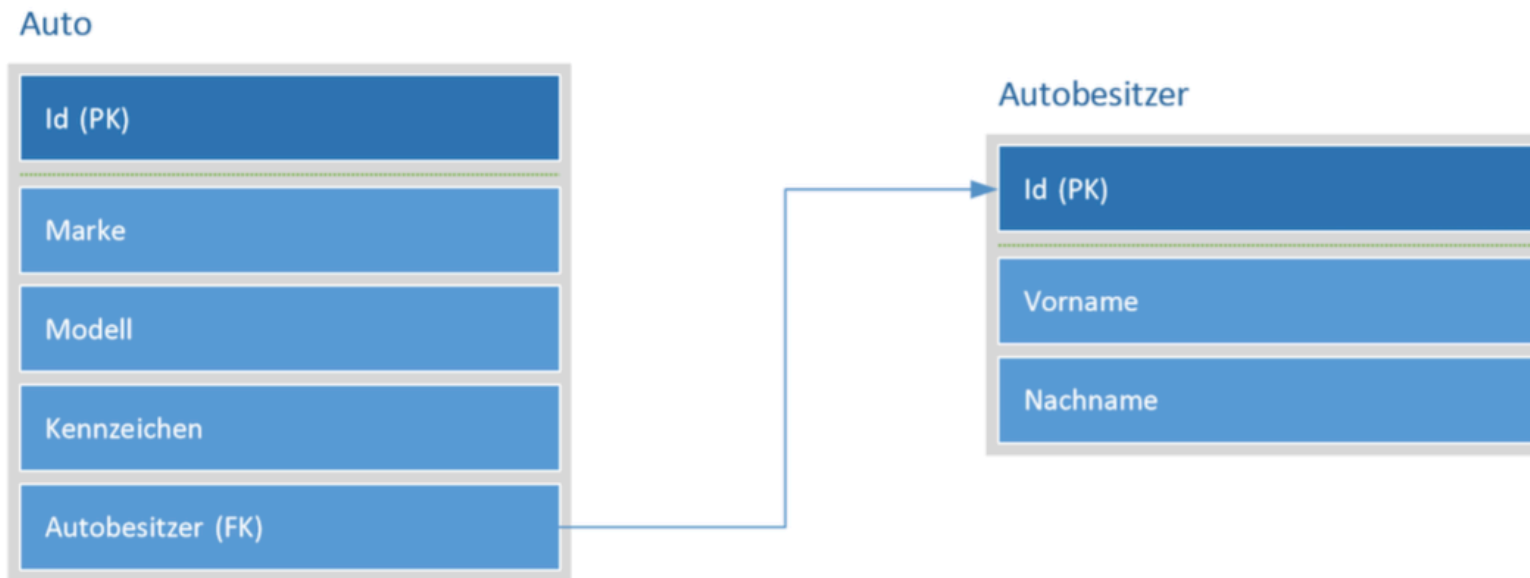 Auto
Id (PK)
Marke
Modell
Kennzeichen
Autobesitzer (FK)
Autobesitzer
Id (PK)
Vorname
Nachname